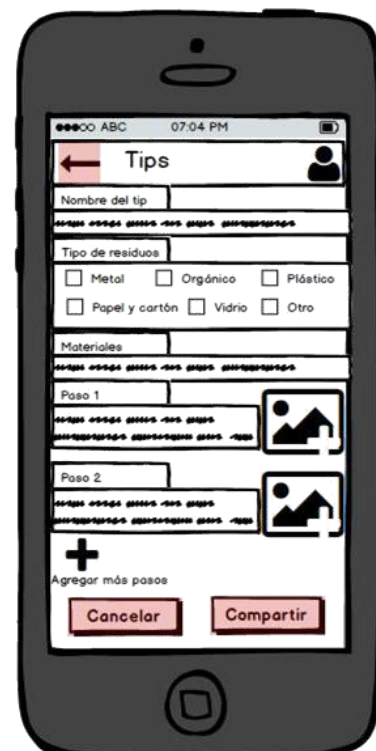 ABC 07:04 PM
Tips
Nombre del tip
Tipo de residuos
Metal Orgánico Plástico
Papel y cartón Vidrio Otro
Materiales
Paso 1
Paso 2
Agregar más pasos
Cancelar Compartir